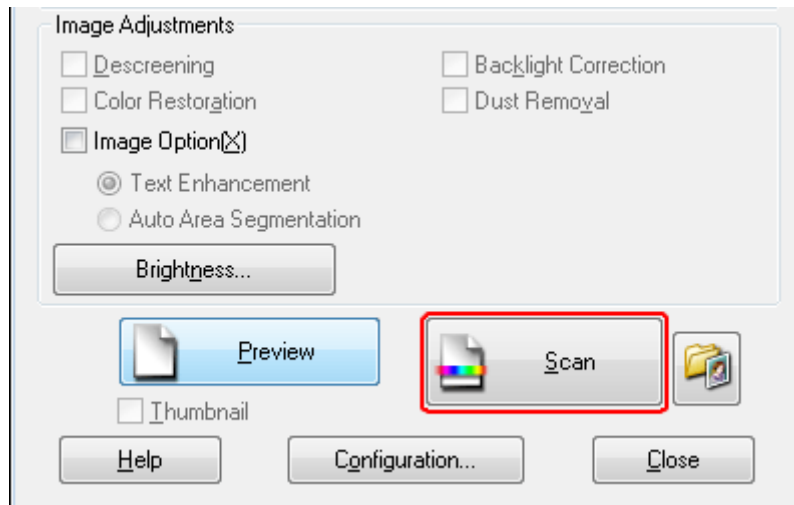 Image Adjustments
Descreening
Backlight Correction
Color Restoration
Dust Removal
Image Option(X)
Text Enhancement
Auto Area Segmentation
Brightness...
Preview
Scan
Thumbnail
Help
Configuration...
Close